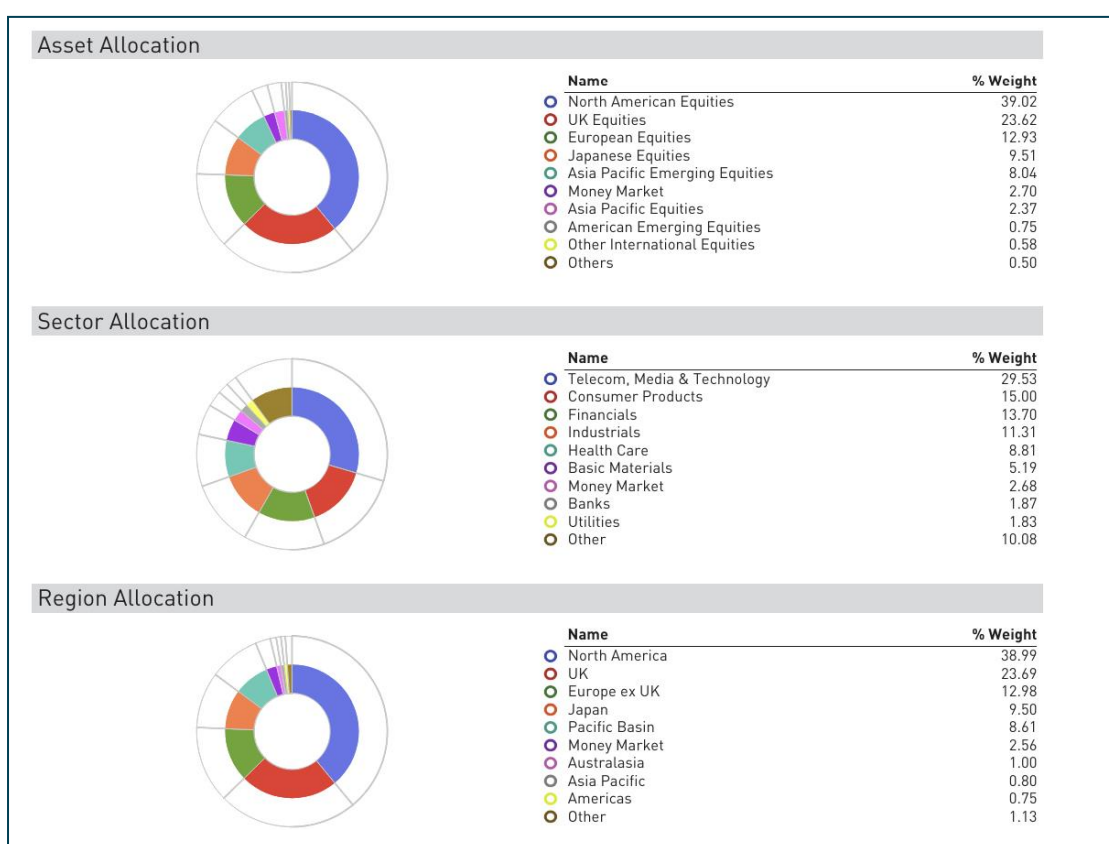 Asset Allocation
Name % Weight
North American Equities 39.02
UK Equities 23.62
European Equities 12.93
Japanese Equities 9.51
Asia Pacific Emerging Equities 8.04
Money Market 2.70
Asia Pacific Equities 2.37
American Emerging Equities 0.75
Other International Equities 0.58
Others 0.50
Sector Allocation
Name % Weight
Telecom, Media & Technology 29.53
Consumer Products 15.00
Financials 13.70
Industrials 11.31
Health Care 8.81
Basic Materials 5.19
Money Market 2.68
Banks 1.87
Utilities 1.83
Other 10.08
Region Allocation
Name % Weight
North America 38.99
UK 23.69
Europe ex UK 12.98
Japan 9.50
Pacific Basin 8.61
Money Market 2.56
Australasia 1.00
Asia Pacific 0.80
Americas 0.75
Other 1.13